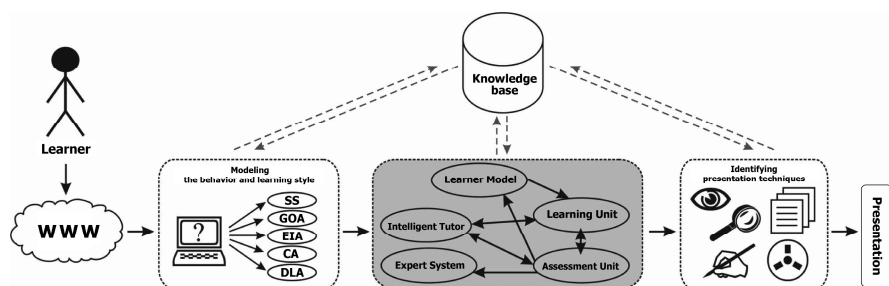 Knowledge
base
Learner
WWW
Modeling
the behavior and learning style
?
SS
GOA
EIA
CA
DLA
Learner Model
Learning Unit
Intelligent Tutor
Expert System
Assessment Unit
Identifying
presentation techniques
Presentation